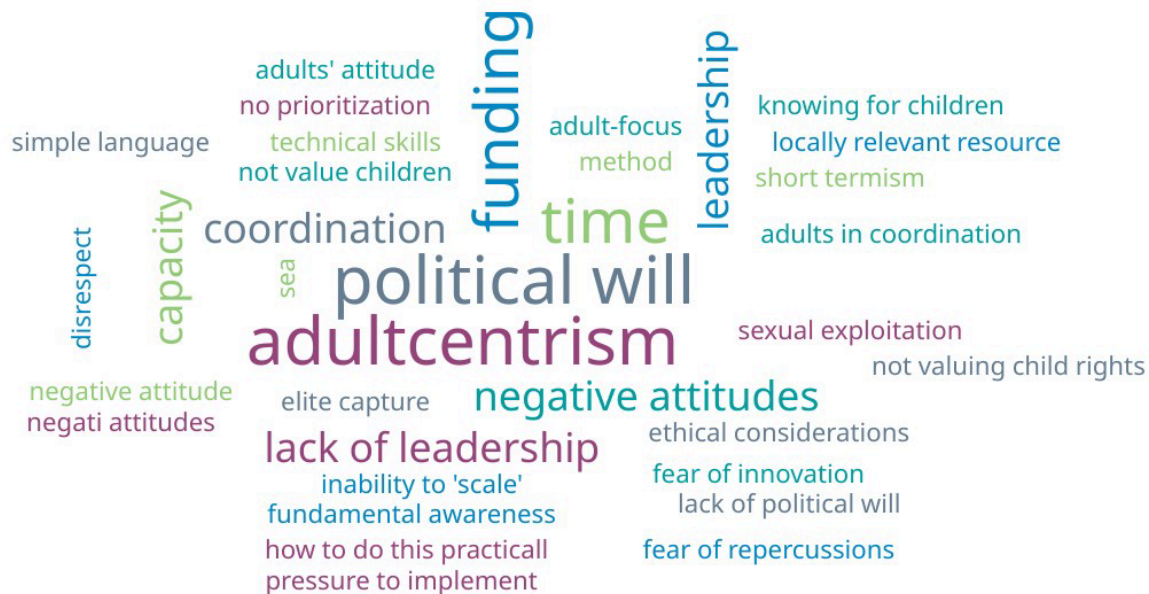 funding
leadership
adults' attitude
no prioritization
knowing for children
simple language
technical skills
adult-focus
locally relevant resource
not value children
method
short termism
capacity
coordination
time
adults in coordination
disrespect
sea
political will
adultcentrism
sexual exploitation
not valuing child rights
negative attitude
elite capture
negative attitudes
negati attitudes
ethical considerations
lack of leadership
fear of innovation
inability to 'scale'
lack of political will
fundamental awareness
how to do this practicall
fear of repercussions
pressure to implement